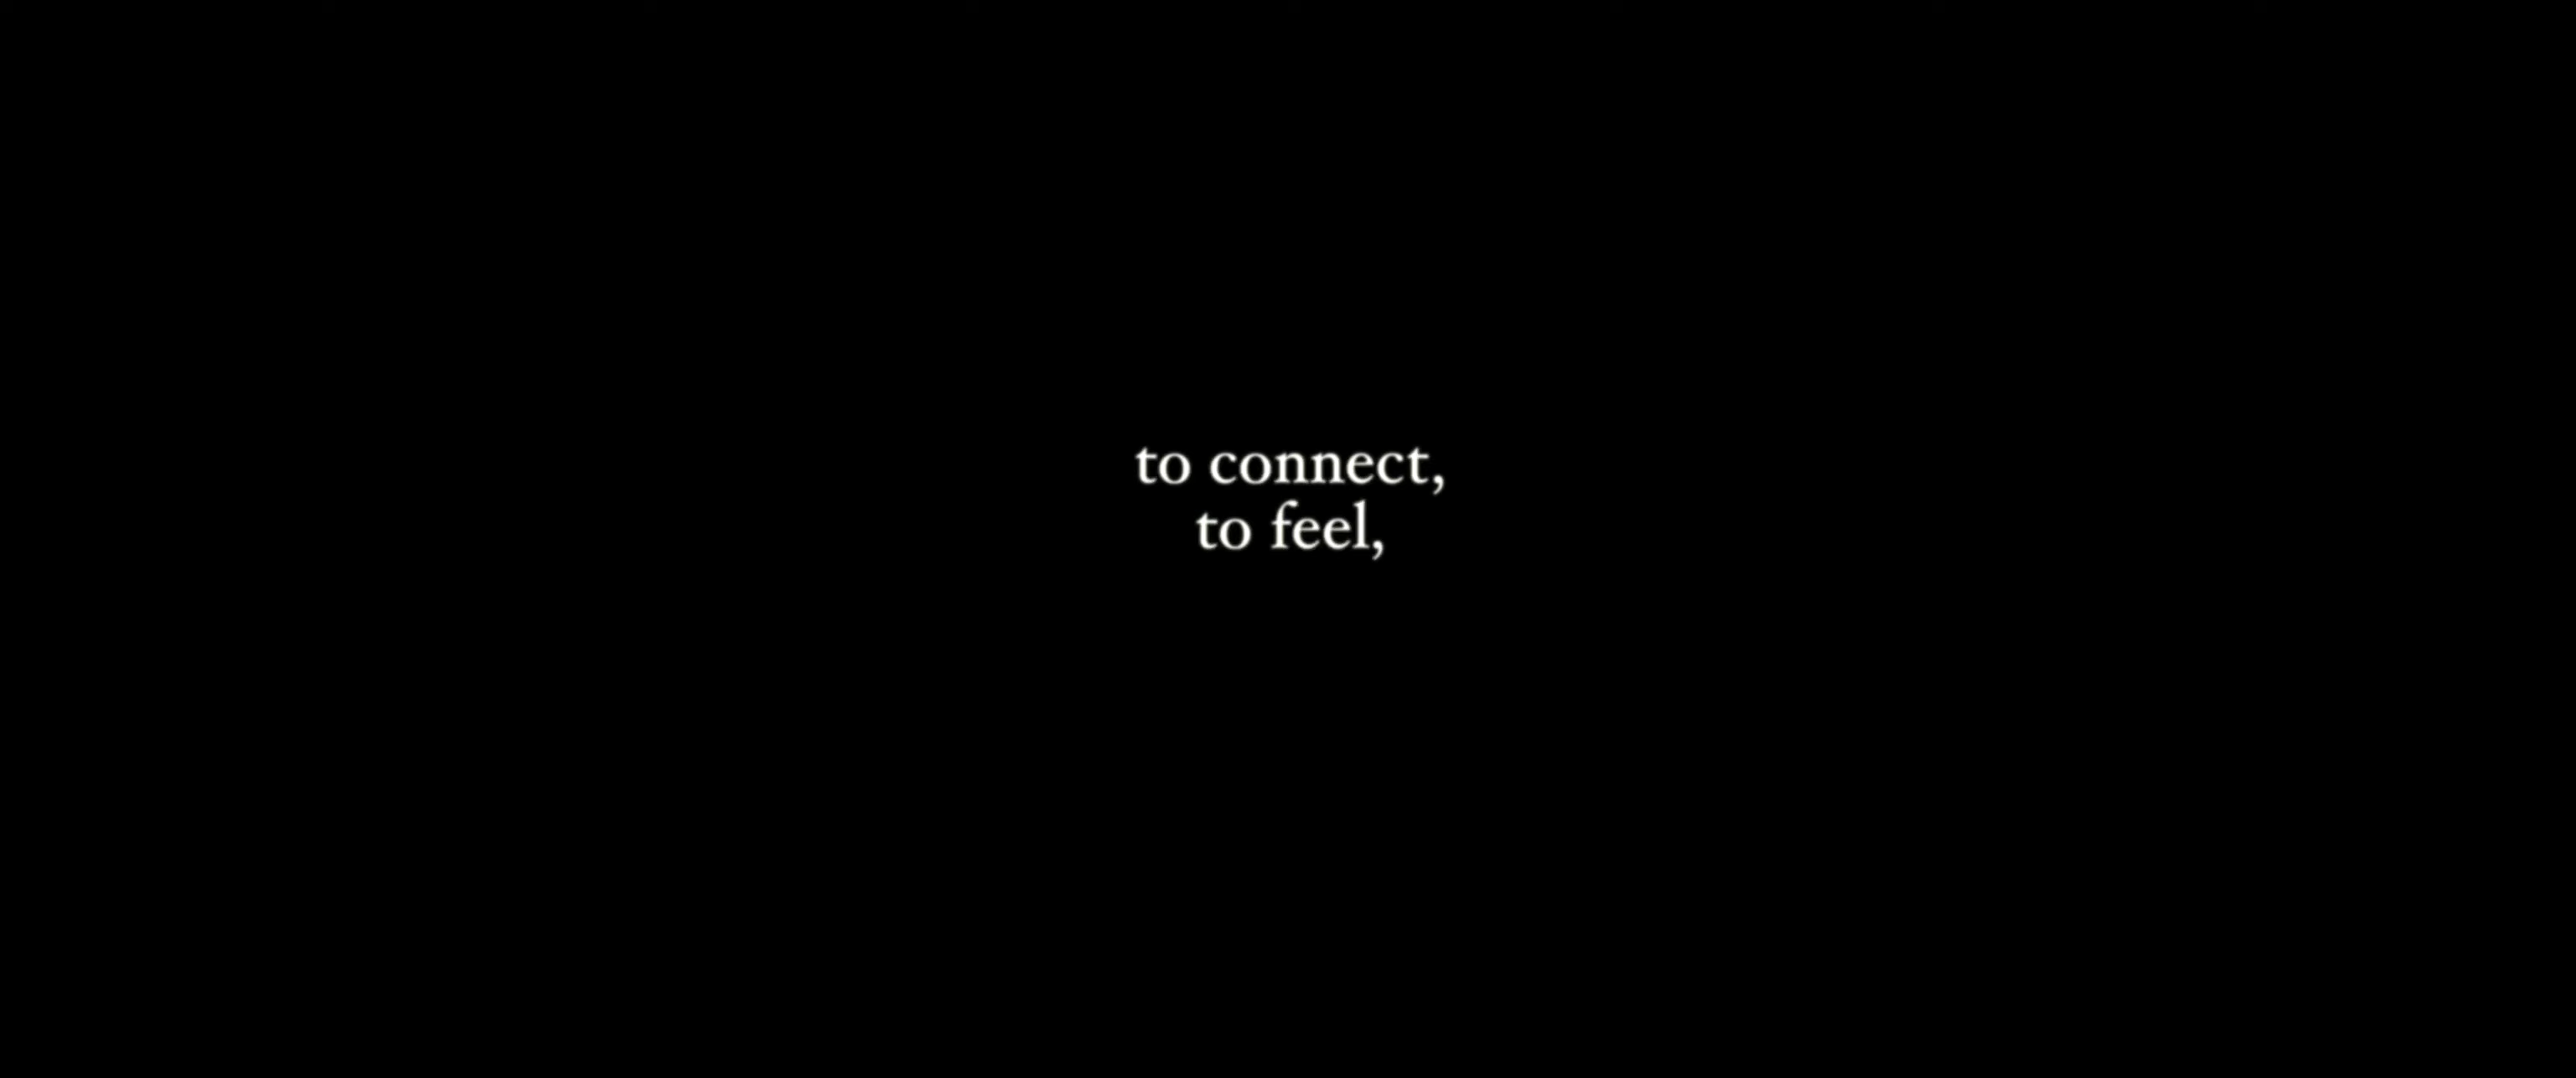 to connect,
to feel,